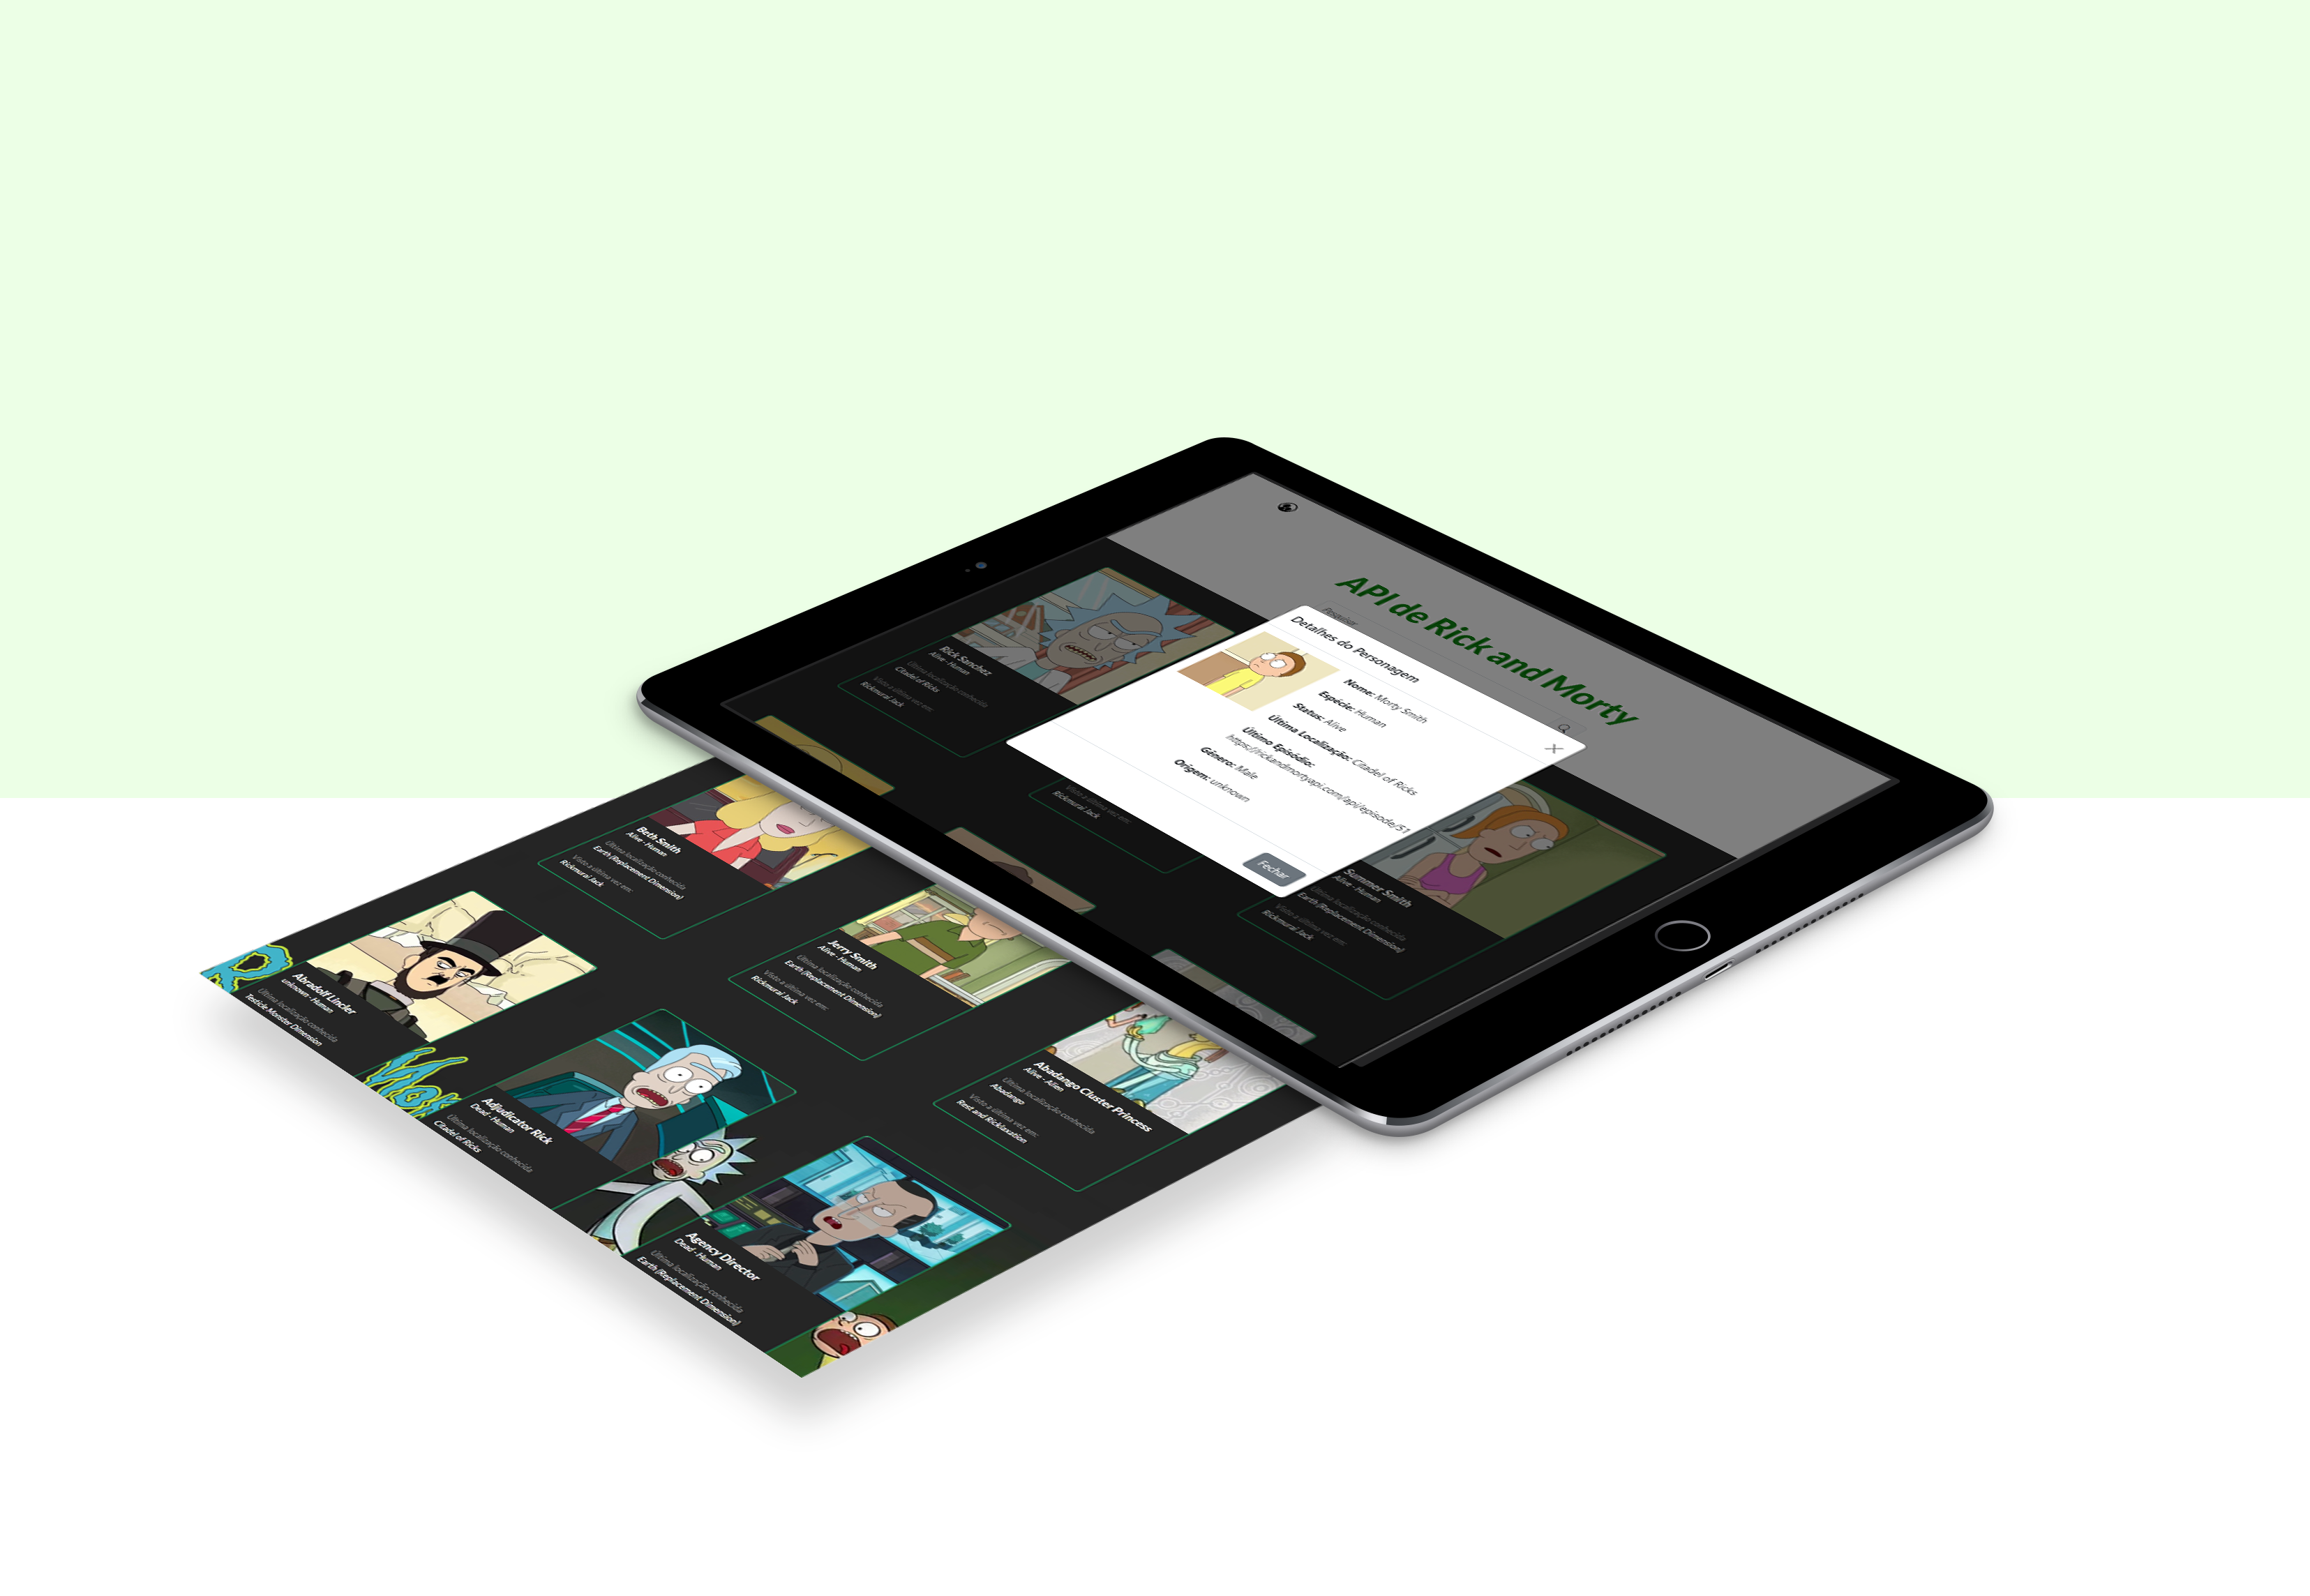 API de Rick and Morty
Pesquisar
Detalhes do Personagem
Nome: Morty Smith
Espécie: Human
Status: Alive
Última Localização: Citadel of Ricks
Último Episódio:
https://rickandmortyapi.com/api/episode/51
Gênero: Male
Origem: unknown
Fechar
Rick Sanchez
Alive - Human
Última localização conhecida
Citadel of Ricks
Visto a última vez em:
Rickmurai Jack
Visto a última vez em:
Rickmurai Jack
Summer Smith
Alive - Human
Última localização conhecida
Earth (Replacement Dimension)
Visto a última vez em:
Rickmurai Jack
Beth Smith
Alive - Human
Última localização conhecida
Earth (Replacement Dimension)
Visto a última vez em:
Rickmurai Jack
Jerry Smith
Alive - Human
Última localização conhecida
Earth (Replacement Dimension)
Visto a última vez em:
Rickmurai Jack
Abadango Cluster Princess
Alive - Alien
Última localização conhecida
Abadango
Visto a última vez em:
Rest and Ricklaxation
Abradolf Lincler
unknown - Human
Última localização conhecida
Testicle Monster Dimension
Adjudicator Rick
Dead - Human
Última localização conhecida
Citadel of Ricks
Agency Director
Dead - Human
Última localização conhecida
Earth (Replacement Dimension)